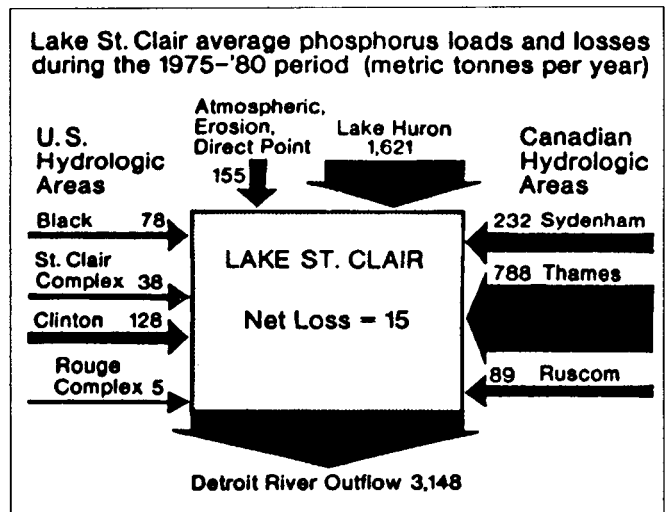 Lake St. Clair average phosphorus loads and losses
during the 1975-'80 period (metric tonnes per year)
Atmospheric,
Erosion,
Direct Point
155
Lake Huron
1,621
U.S.
Hydrologic
Areas
Canadian
Hydrologic
Areas
Black 78
St. Clair
Complex 38
Clinton 128
Rouge
Complex 5
LAKE ST. CLAIR
Net Loss = 15
232 Sydenham
788 Thames
89 Ruscom
Detroit River Outflow 3,148